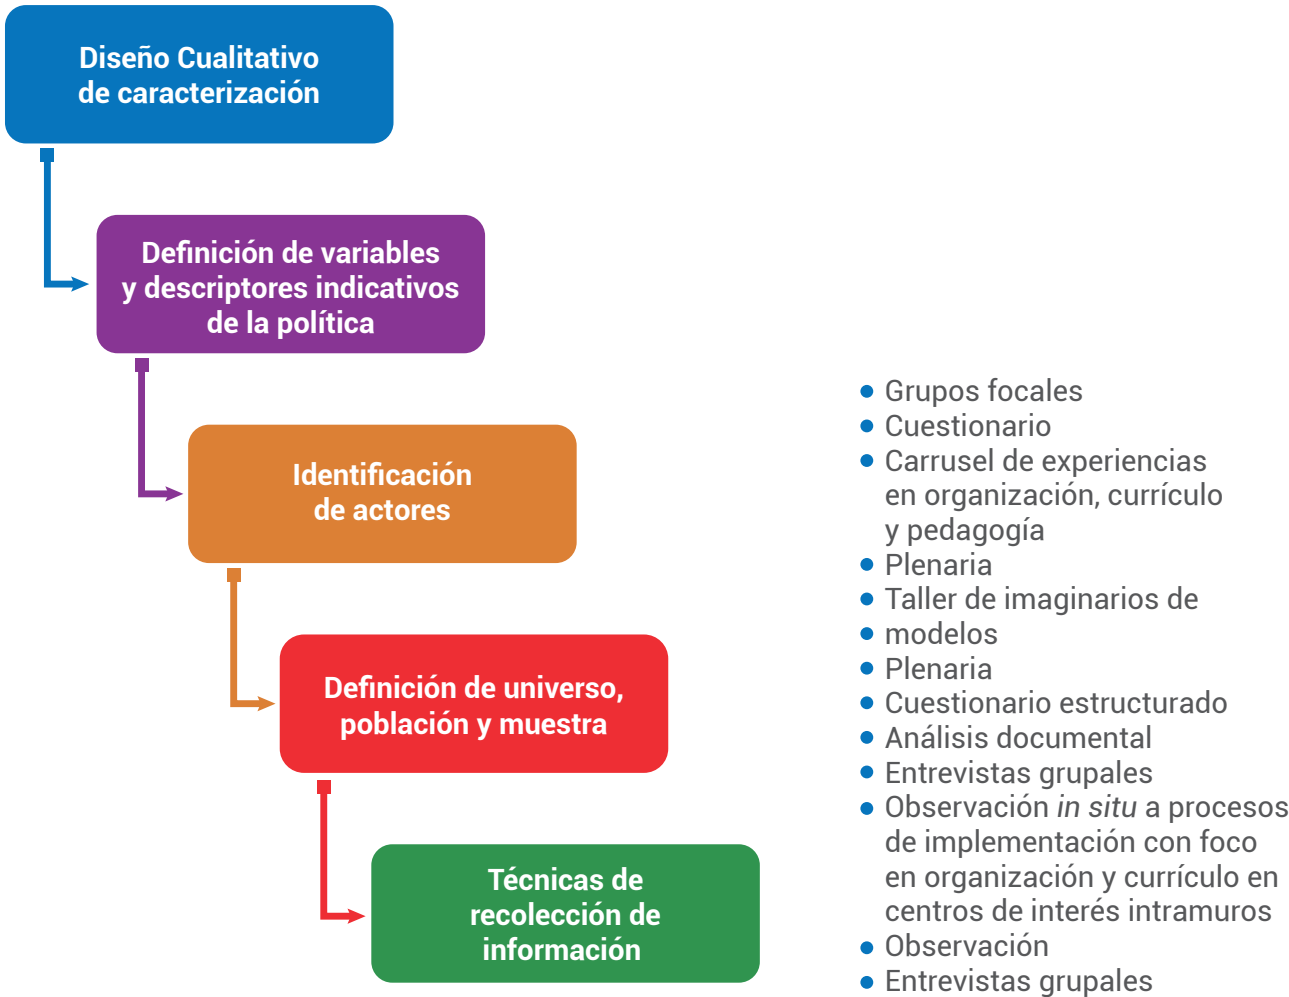 Diseño Cualitativo
de caracterización
Definición de variables
y descriptores indicativos
de la política
Identificación
de actores
Definición de universo,
población y muestra
Técnicas de
recolección de
información
• Grupos focales
• Cuestionario
• Carrusel de experiencias
en organización, currículo
y pedagogía
• Plenaria
• Taller de imaginarios de
• modelos
• Plenaria
• Cuestionario estructurado
• Análisis documental
• Entrevistas grupales
• Observación in situ a procesos
de implementación con foco
en organización y currículo en
centros de interés intramuros
• Observación
• Entrevistas grupales